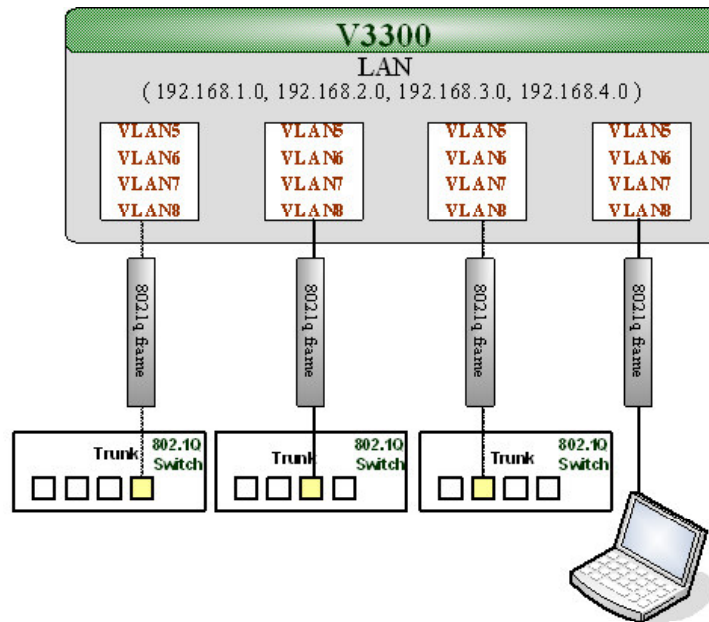 V3300
LAN
( 192.168.1.0, 192.168.2.0, 192.168.3.0, 192.168.4.0 )
VLAN5
VLAN6
VLAN7
VLAN8
VLAN5
VLAN6
VLAN7
VLAN8
VLAN5
VLAN6
VLAN7
VLAN8
VLAN5
VLAN6
VLAN7
VLAN8
802.1q frame
802.1q frame
802.1q frame
802.1q frame
Trunk
802.1Q
Switch
Trunk
802.1Q
Switch
Trunk
802.1Q
Switch